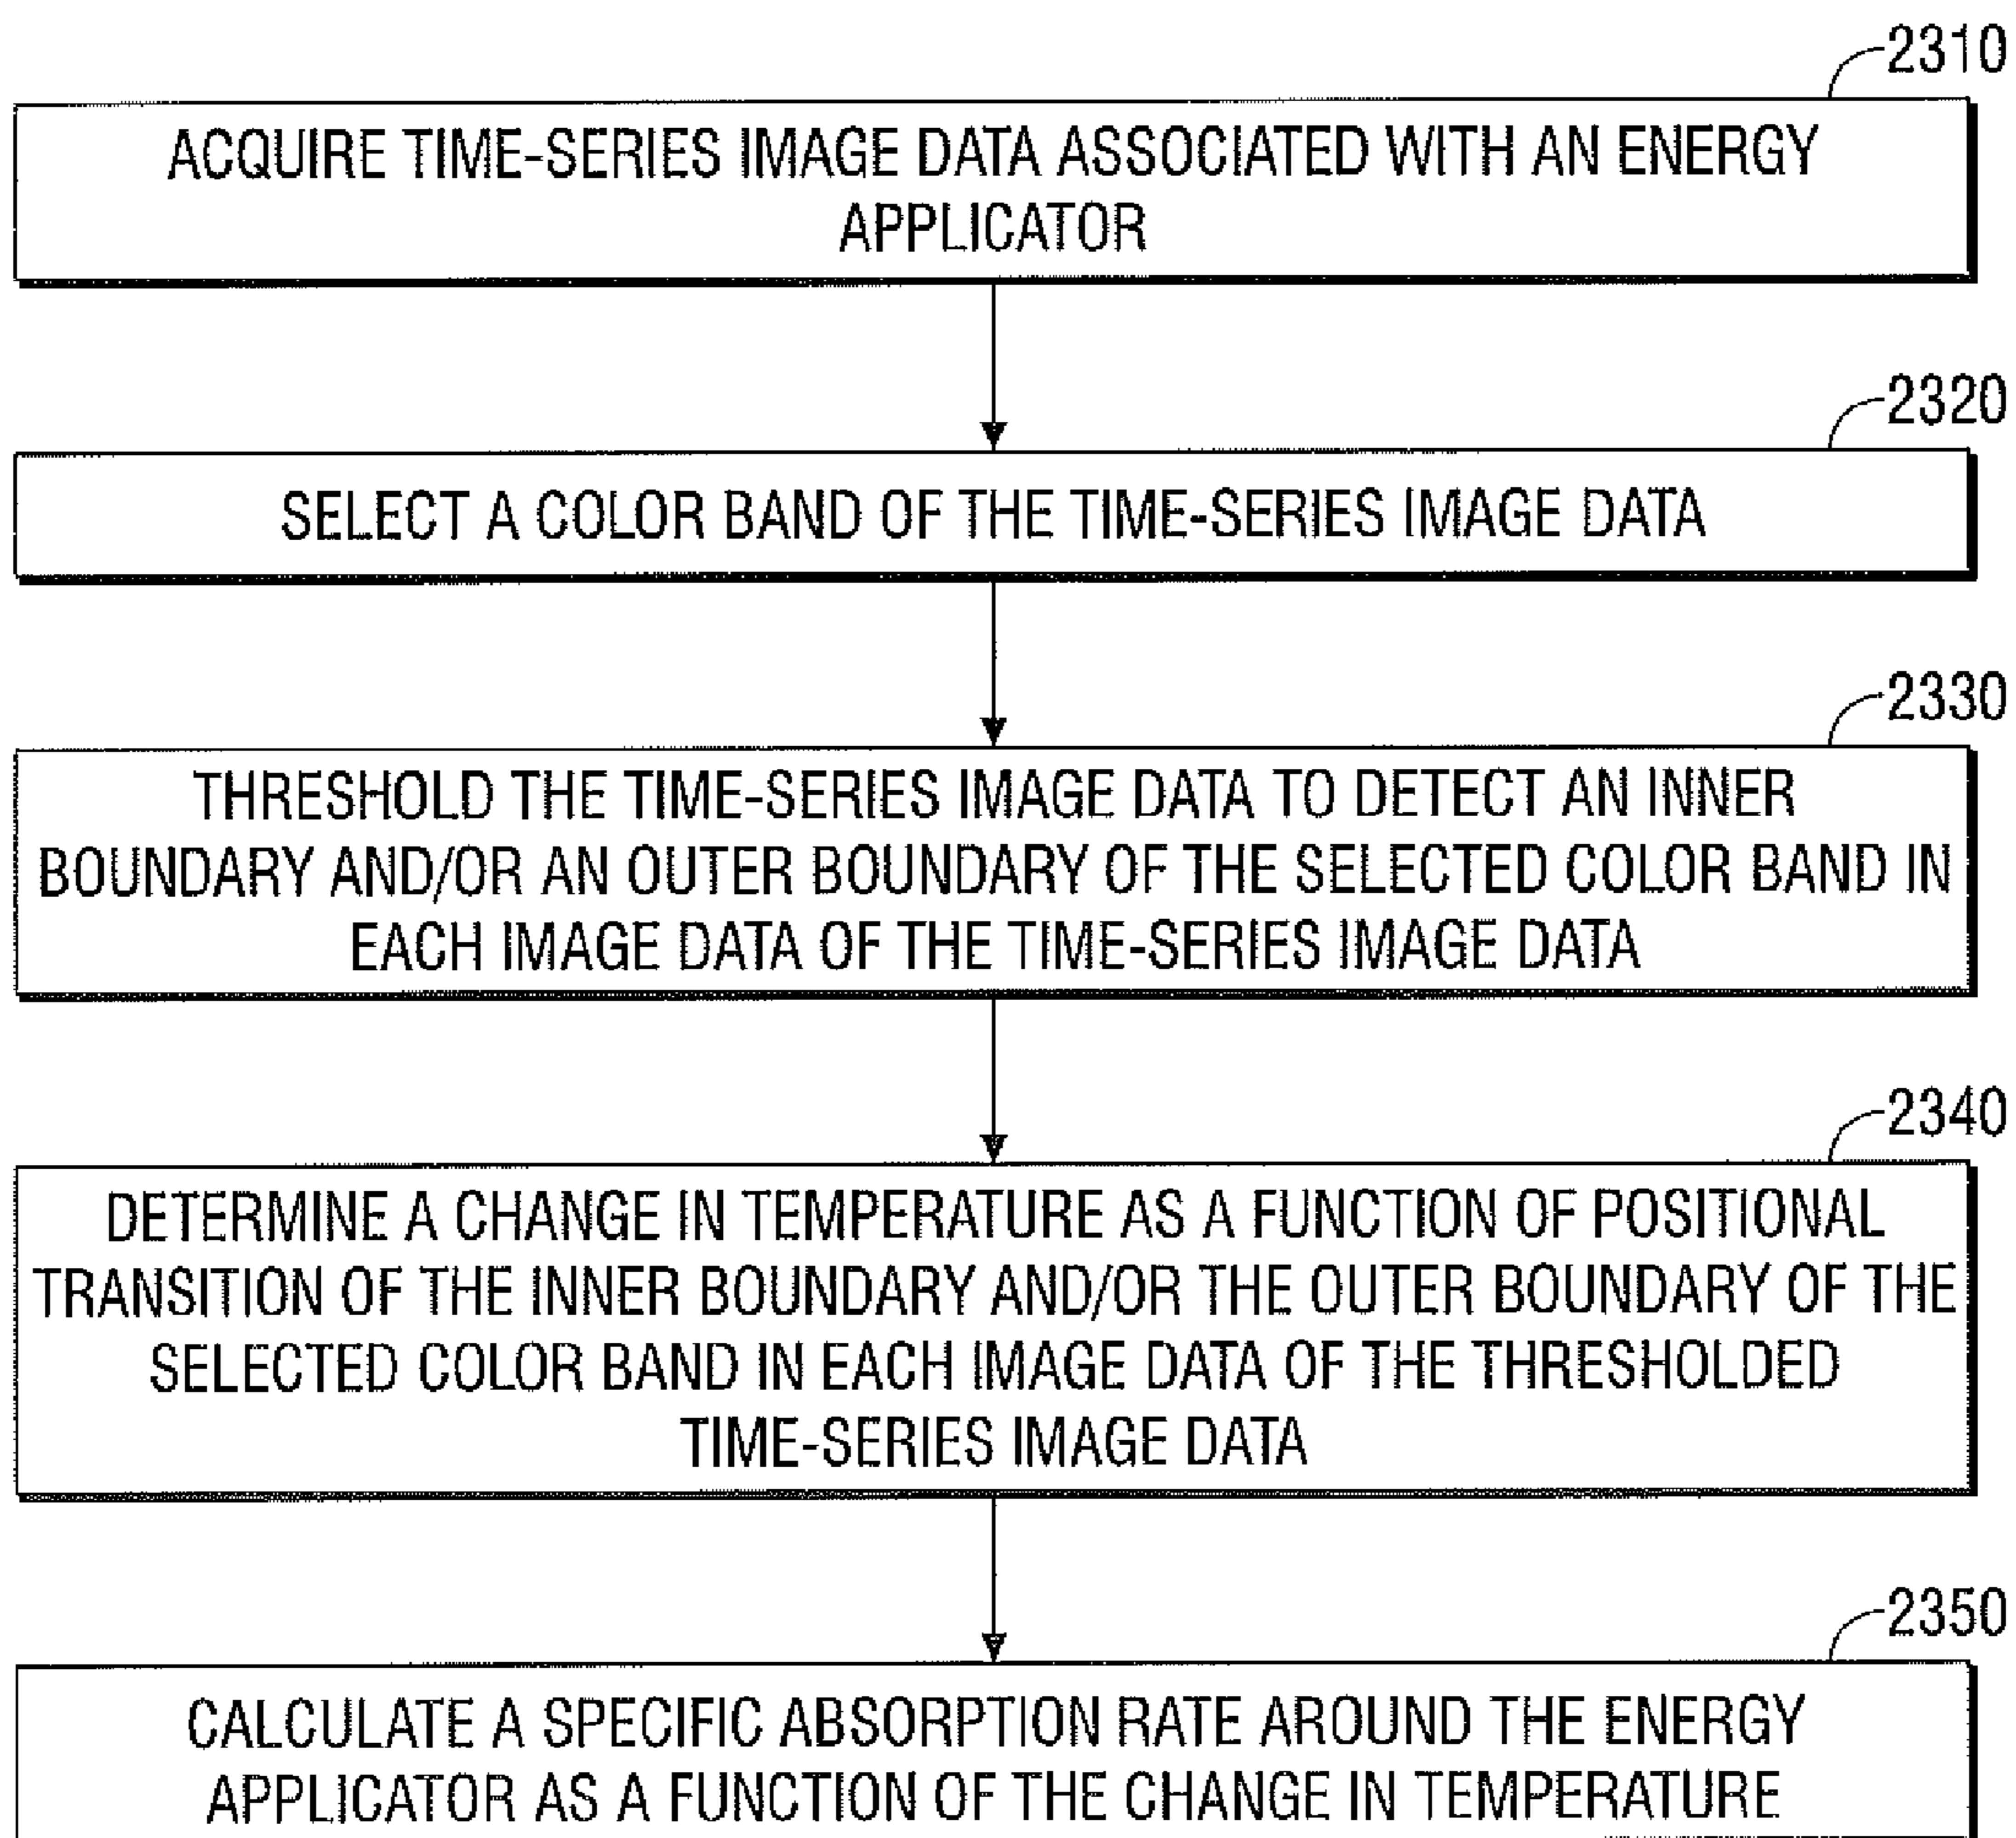 2310
ACQUIRE TIME-SERIES IMAGE DATA ASSOCIATED WITH AN ENERGY
APPLICATOR
2320
SELECT A COLOR BAND OF THE TIME-SERIES IMAGE DATA
2330
THRESHOLD THE TIME-SERIES IMAGE DATA TO DETECT AN INNER
BOUNDARY AND/OR AN OUTER BOUNDARY OF THE SELECTED COLOR BAND IN
EACH IMAGE DATA OF THE TIME-SERIES IMAGE DATA
2340
DETERMINE A CHANGE IN TEMPERATURE AS A FUNCTION OF POSITIONAL
TRANSITION OF THE INNER BOUNDARY AND/OR THE OUTER BOUNDARY OF THE
SELECTED COLOR BAND IN EACH IMAGE DATA OF THE THRESHOLDED
TIME-SERIES IMAGE DATA
2350
CALCULATE A SPECIFIC ABSORPTION RATE AROUND THE ENERGY
APPLICATOR AS A FUNCTION OF THE CHANGE IN TEMPERATURE